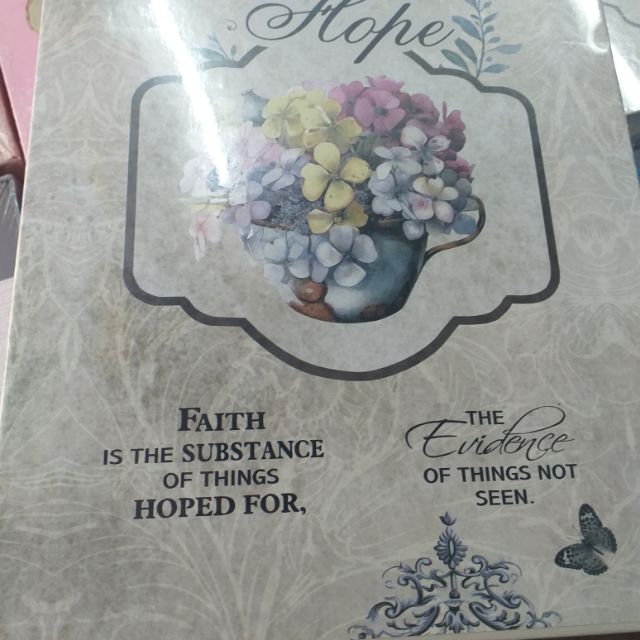 Hope
FAITH
IS THE SUBSTANCE
OF THINGS
HOPED FOR,
THE
Evidence
OF THINGS NOT
SEEN.